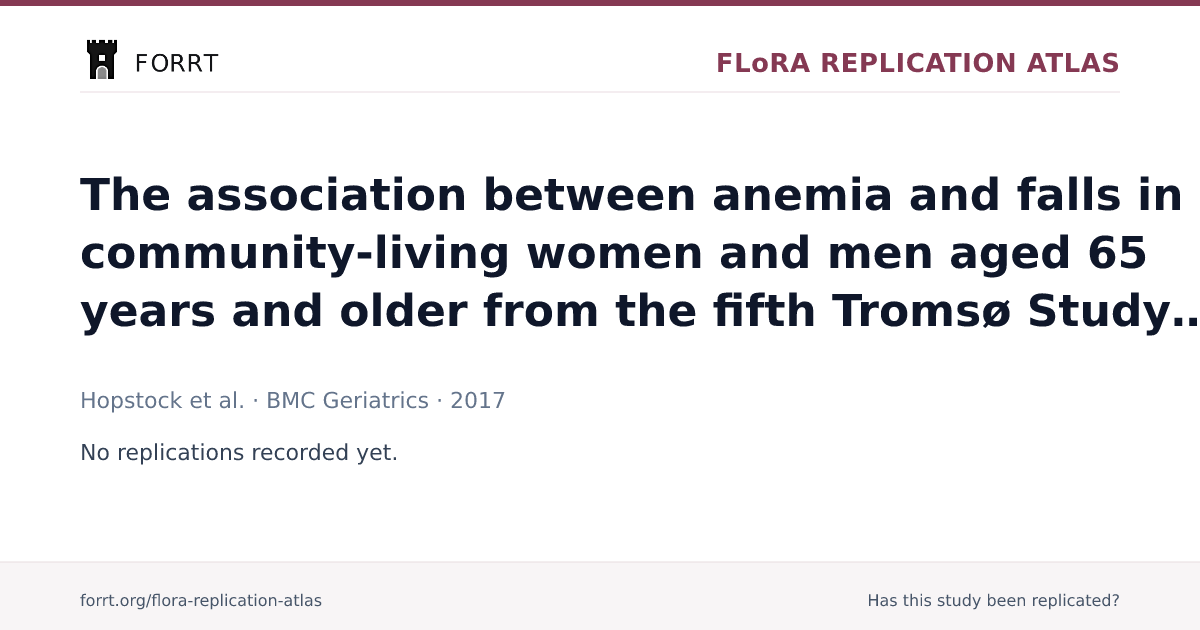 FORRT
FLoRA REPLICATION ATLAS
The association between anemia and falls in
community-living women and men aged 65
years and older from the fifth Tromsø Study…
Hopstock et al. · BMC Geriatrics · 2017
No replications recorded yet.
forrt.org/flora-replication-atlas
Has this study been replicated?